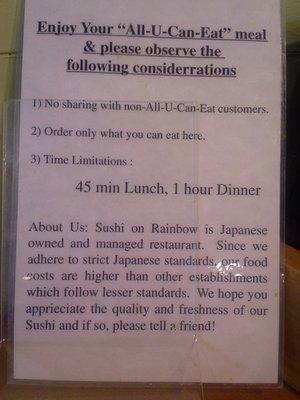 Enjoy Your “All-U-Can-Eat” meal
& please observe the
following considerrations
1) No sharing with non-All-U-Can-Eat customers.
2) Order only what you can eat here.
3) Time Limitations :
45 min Lunch, 1 hour Dinner
About Us: Sushi on Rainbow is Japanese
owned and managed restaurant. Since we
adhere to strict Japanese standards, our food
costs are higher than other establishments
which follow lesser standards. We hope you
apprieciate the quality and freshness of our
Sushi and if so, please tell a friend!